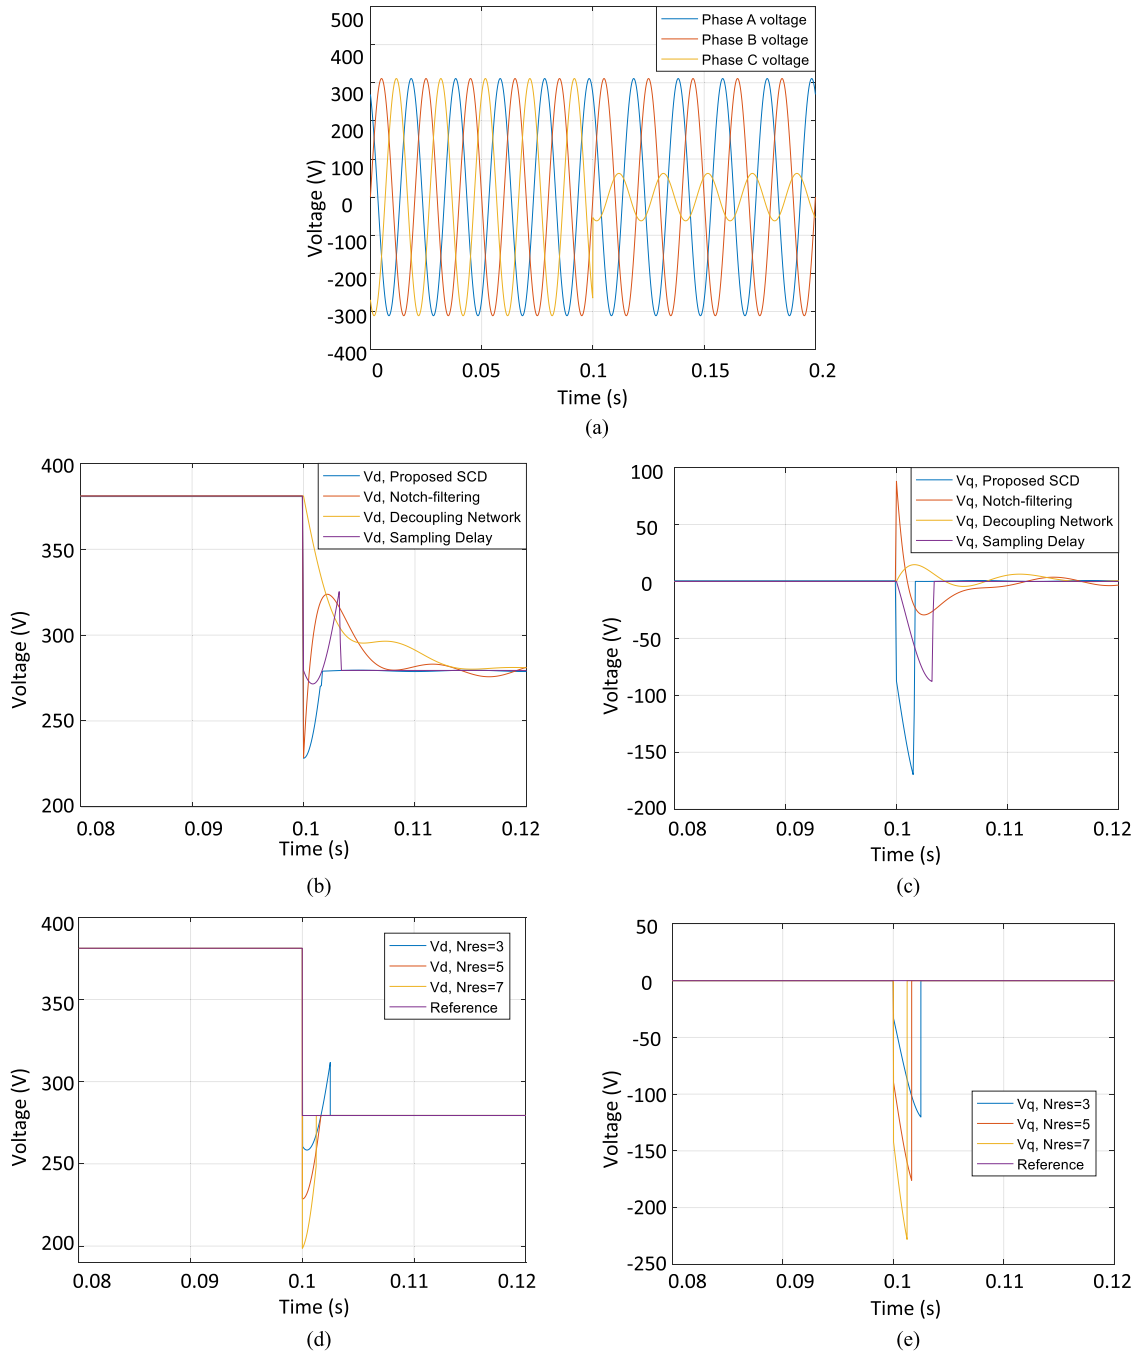 500
400
300
200
100
0
-100
-200
-300
-400
Voltage (V)
Phase A voltage
Phase B voltage
Phase C voltage
0
0.05
0.1
0.15
0.2
Time (s)
(a)
400
350
300
250
200
Voltage (V)
Vd, Proposed SCD
Vd, Notch-filtering
Vd, Decoupling Network
Vd, Sampling Delay
0.08
0.09
0.1
0.11
0.12
Time (s)
(b)
100
50
0
-50
-100
-150
-200
Voltage (V)
Vq, Proposed SCD
Vq, Notch-filtering
Vq, Decoupling Network
Vq, Sampling Delay
0.08
0.09
0.1
0.11
0.12
Time (s)
(c)
400
350
300
250
200
Voltage (V)
Vd, Nres=3
Vd, Nres=5
Vd, Nres=7
Reference
0.08
0.09
0.1
0.11
0.12
Time (s)
(d)
50
0
-50
-100
-150
-200
-250
Voltage (V)
Vq, Nres=3
Vq, Nres=5
Vq, Nres=7
Reference
0.08
0.09
0.1
0.11
0.12
Time (s)
(e)